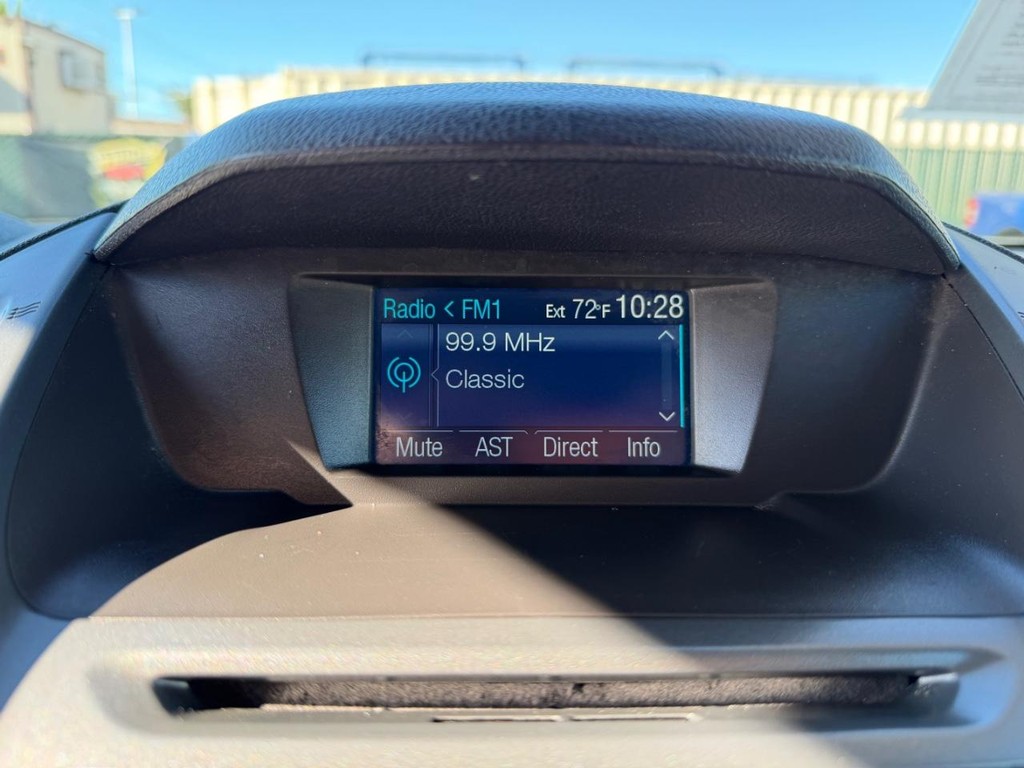 Radio < FM1 Ext 72°F 10:28
99.9 MHz
Classic
Mute AST Direct Info